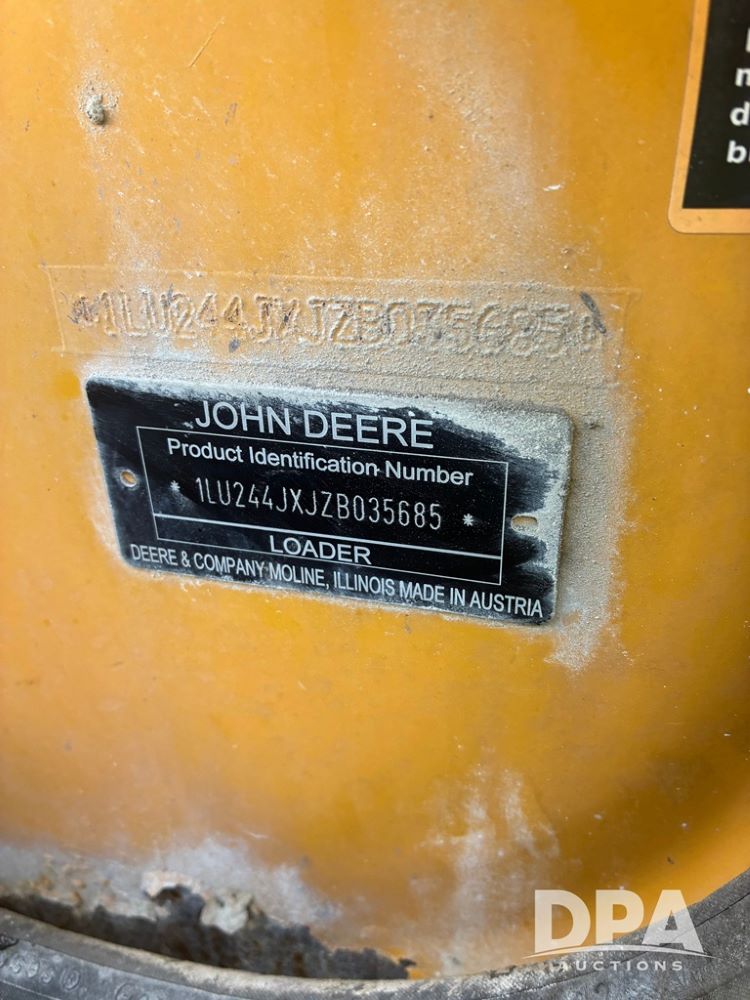 *1LU244JXJZB035685*
JOHN DEERE
Product Identification Number
* 1LU244JXJZB035685 *
LOADER
DEERE & COMPANY MOLINE, ILLINOIS MADE IN AUSTRIA
DPA
AUCTIONS